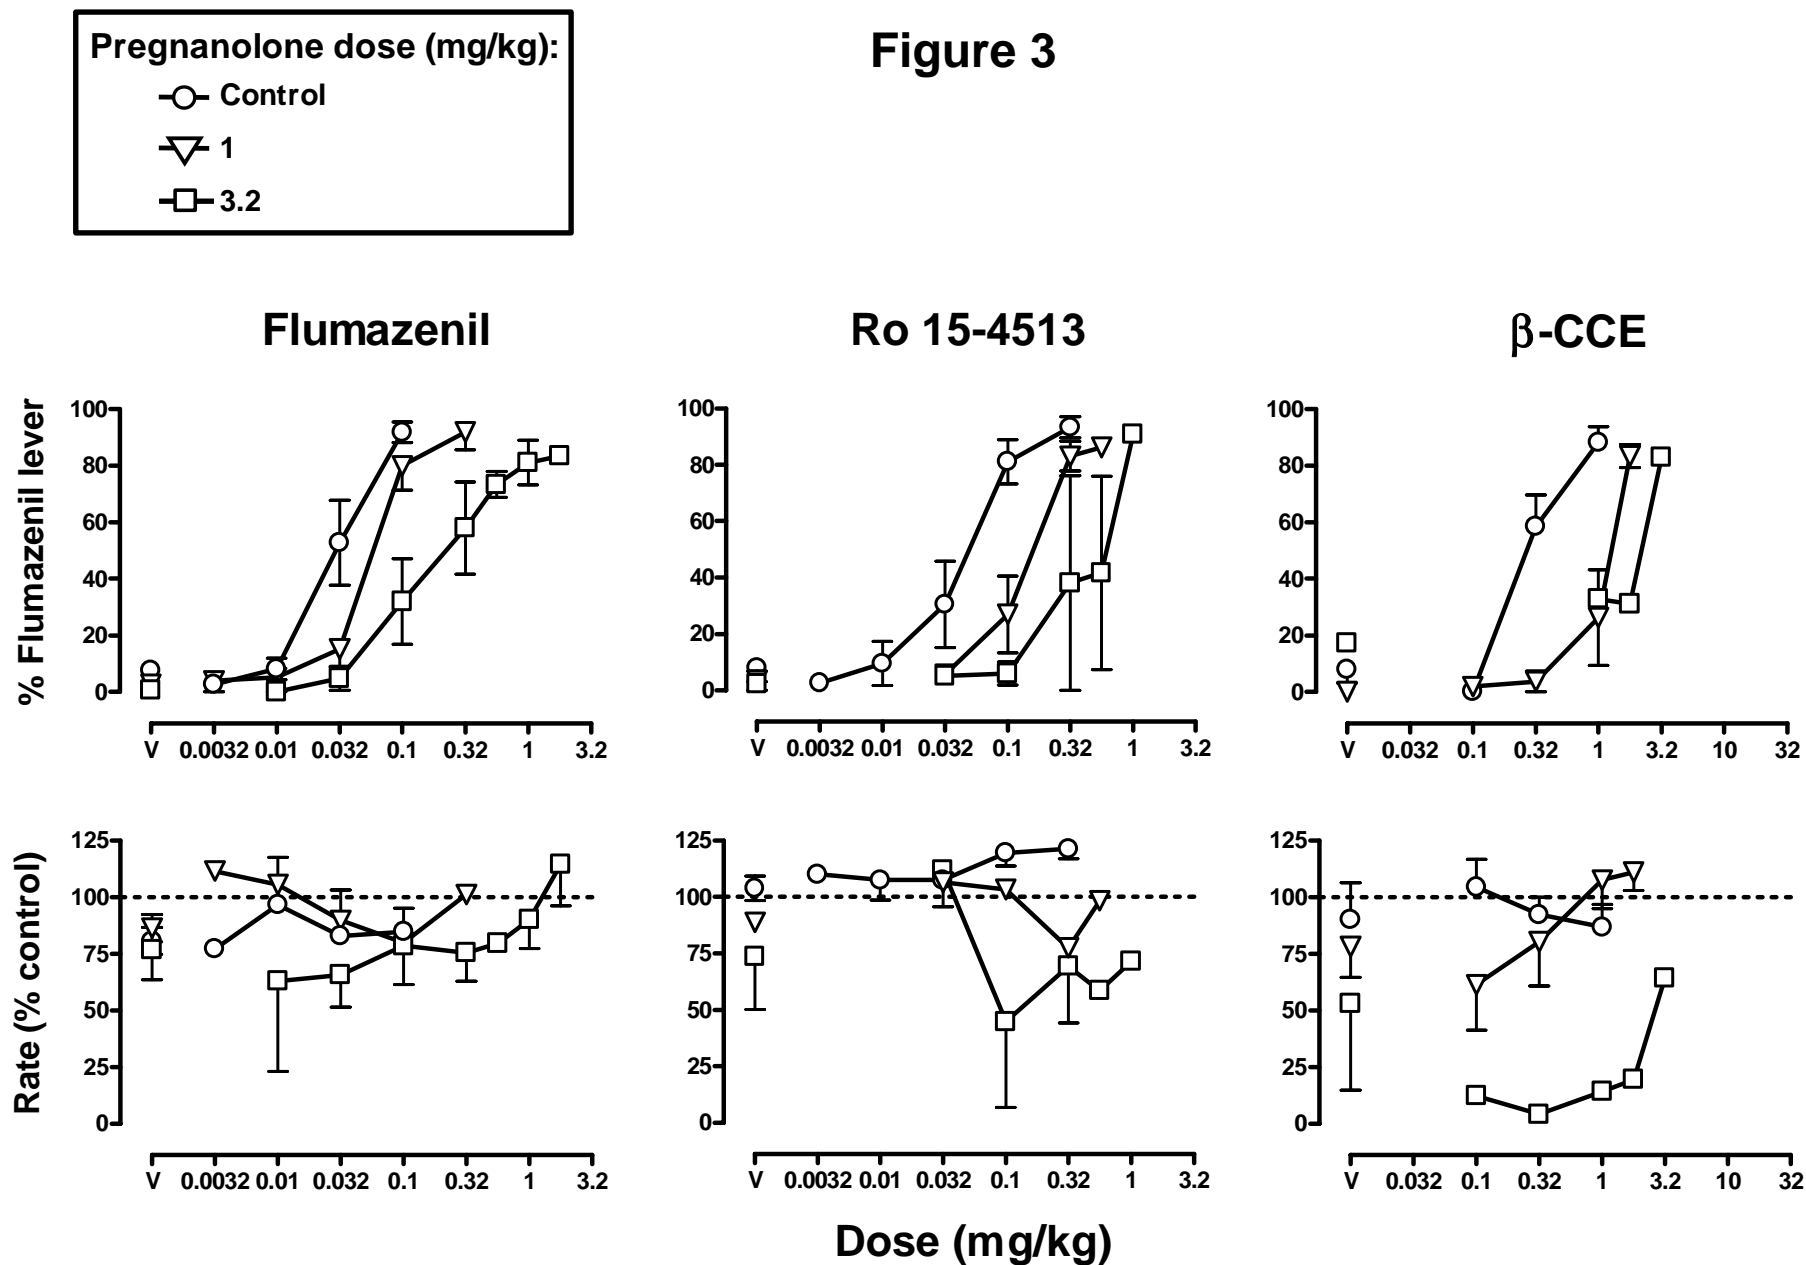 Pregnanolone dose (mg/kg):
Control
1
3.2
Figure 3
Flumazenil
Ro 15-4513
β-CCE
% Flumazenil lever
100
80
60
40
20
0
V 0.0032 0.01 0.032 0.1 0.32 1 3.2
100
80
60
40
20
0
V 0.0032 0.01 0.032 0.1 0.32 1 3.2
100
80
60
40
20
0
V 0.032 0.1 0.32 1 3.2 10 32
Rate (% control)
125
100
75
50
25
0
V 0.0032 0.01 0.032 0.1 0.32 1 3.2
125
100
75
50
25
0
V 0.0032 0.01 0.032 0.1 0.32 1 3.2
125
100
75
50
25
0
V 0.032 0.1 0.32 1 3.2 10 32
Dose (mg/kg)